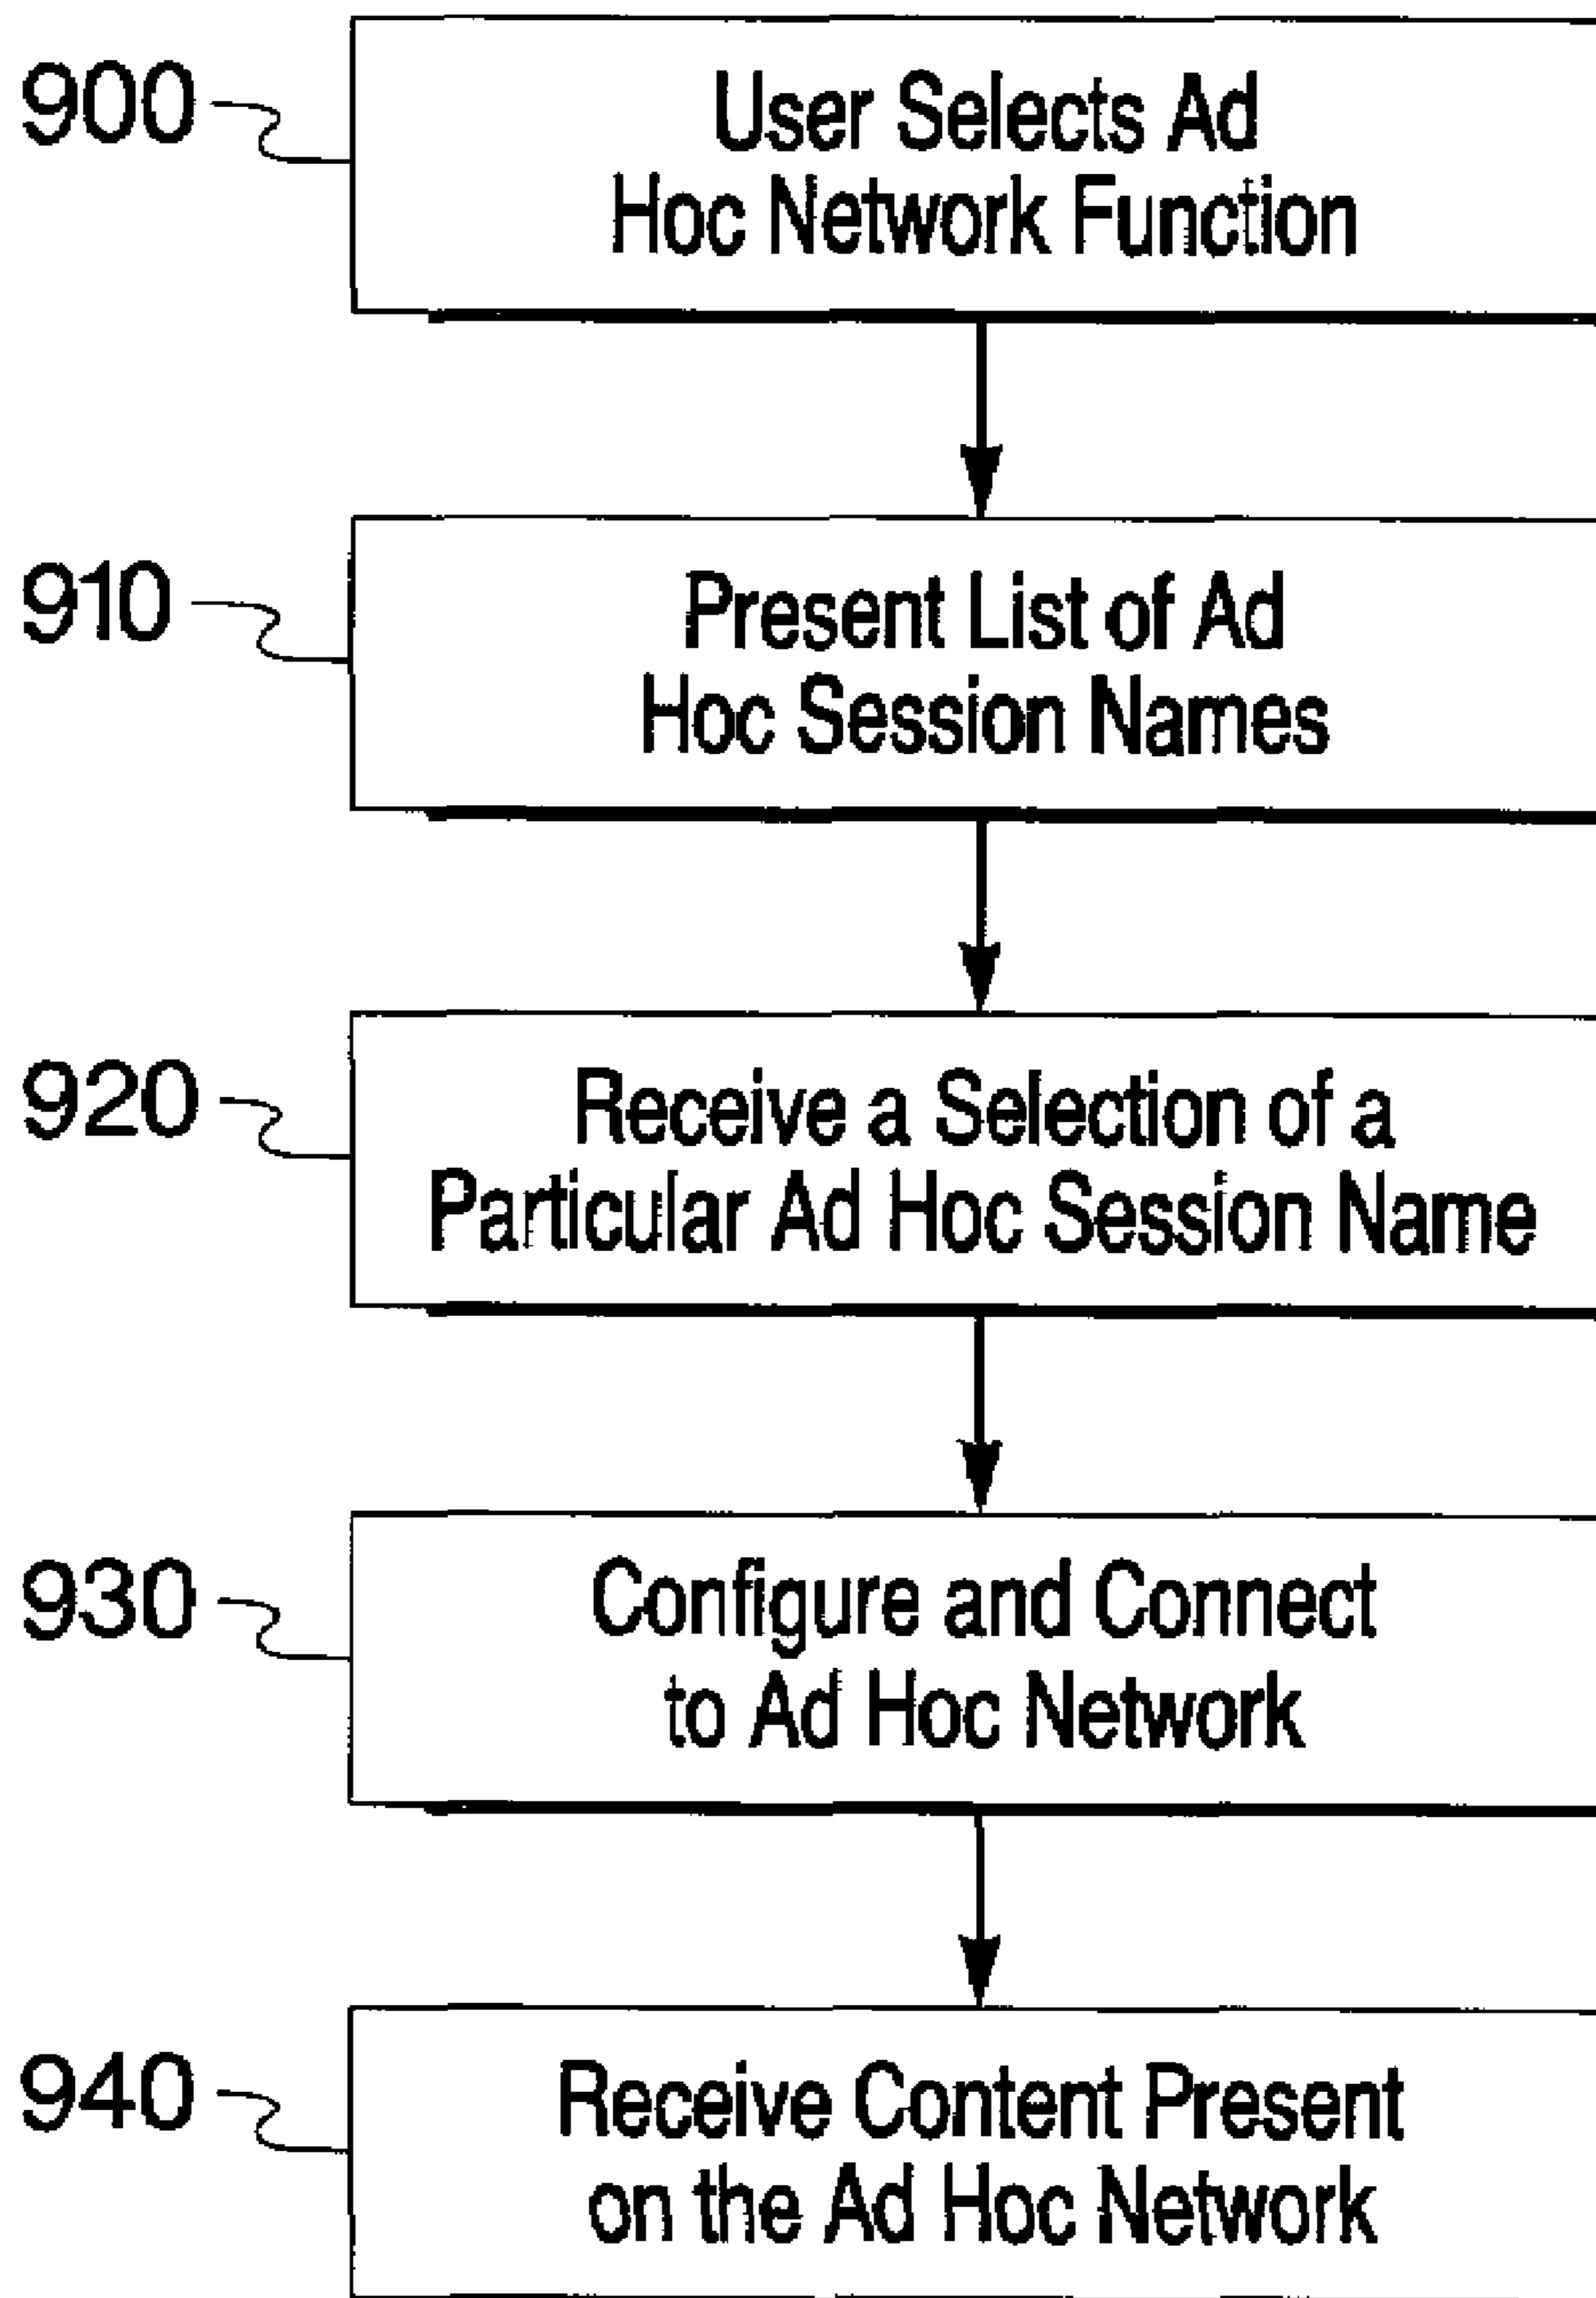 900
User Selects Ad
Hoc Network Function
910
Present List of Ad
Hoc Session Names
920
Receive a Selection of a
Particular Ad Hoc Session Name
930
Configure and Connect
to Ad Hoc Network
940
Receive Content Present
on the Ad Hoc Network